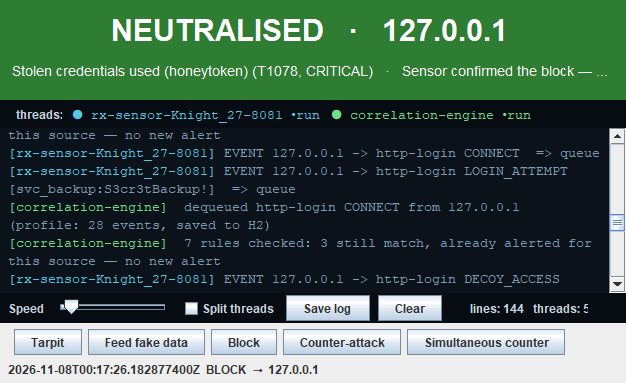 NEUTRALISED · 127.0.0.1
Stolen credentials used (honeytoken) (T1078, CRITICAL) · Sensor confirmed the block — ...
threads: rx-sensor-Knight_27-8081 •run correlation-engine •run
this source — no new alert
[rx-sensor-Knight_27-8081] EVENT 127.0.0.1 -> http-login CONNECT => queue
[rx-sensor-Knight_27-8081] EVENT 127.0.0.1 -> http-login LOGIN_ATTEMPT
[svc_backup:S3cr3tBackup!] => queue
[correlation-engine] dequeued http-login CONNECT from 127.0.0.1
(profile: 28 events, saved to H2)
[correlation-engine] 7 rules checked: 3 still match, already alerted for
this source — no new alert
[rx-sensor-Knight_27-8081] EVENT 127.0.0.1 -> http-login DECOY_ACCESS
Speed Split threads Save log Clear lines: 144 threads:
Tarpit Feed fake data Block Counter-attack Simultaneous counter
2026-11-08T00:17:26.182877400Z BLOCK → 127.0.0.1